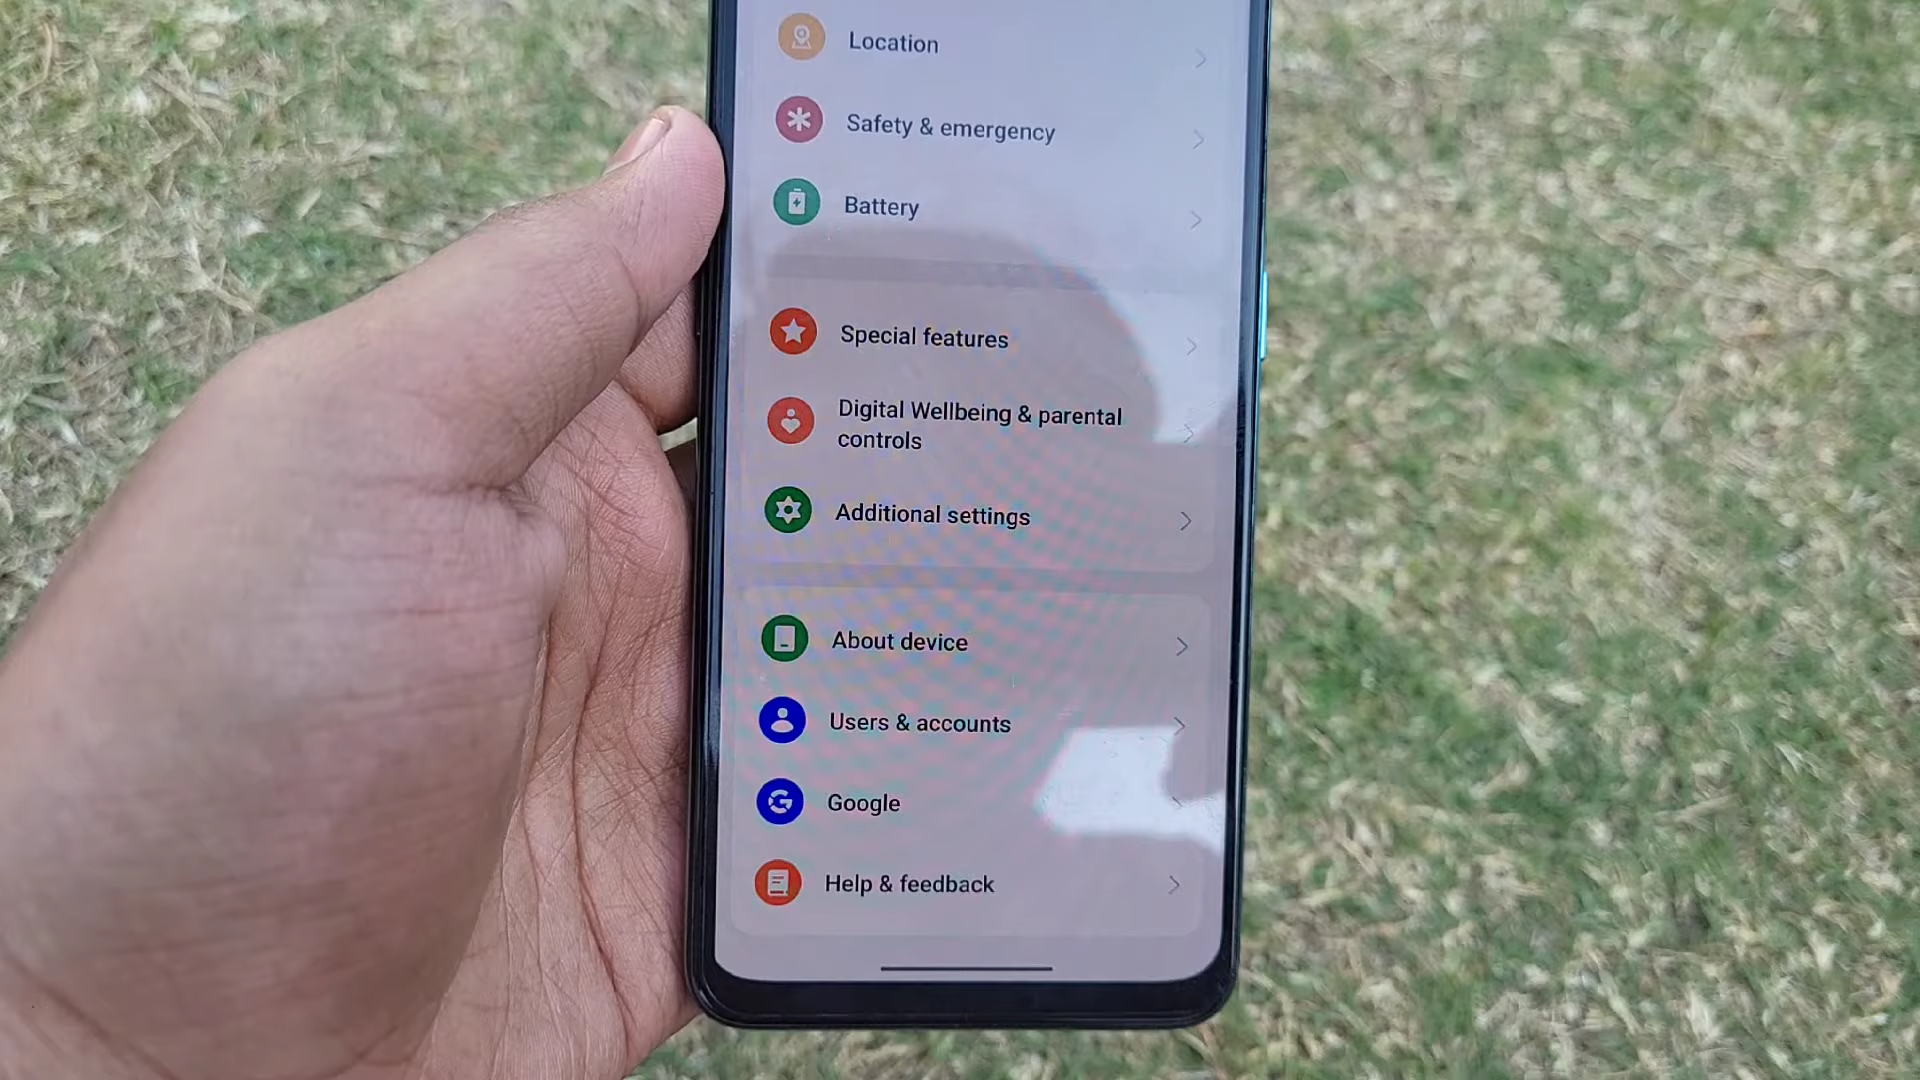 Location
Safety & emergency
Battery
Special features
Digital Wellbeing & parental
controls
Additional settings
About device
Users & accounts
Google
Help & feedback